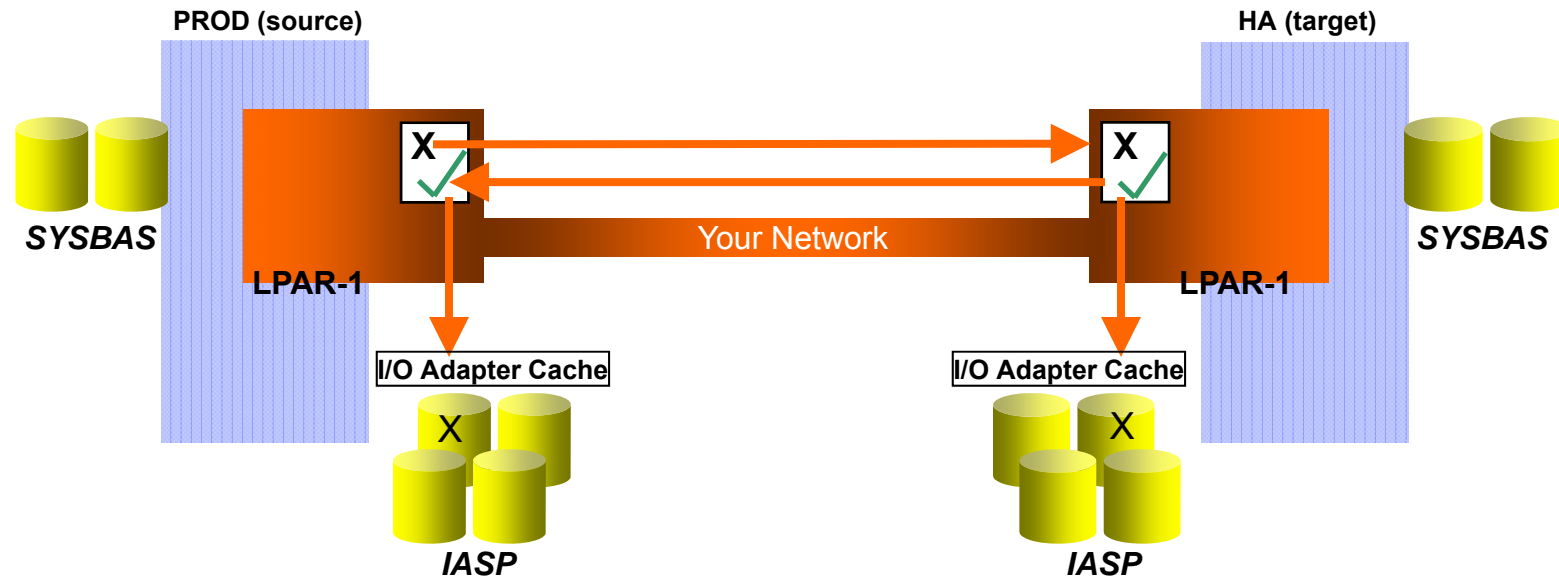 PROD (source)
HA (target)
X
X
SYSBAS
SYSBAS
Your Network
LPAR-1
LPAR-1
I/O Adapter Cache
I/O Adapter Cache
X
X
IASP
IASP